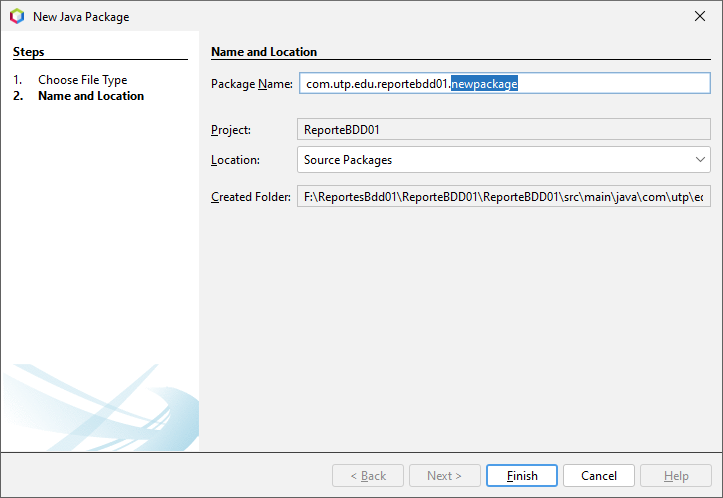 New Java Package
Steps
1. Choose File Type
2. Name and Location
Name and Location
Package Name: com.utp.edu.reportebdd01.newpackage
Project: ReporteBDD01
Location: Source Packages
Created Folder: F:\ReportesBdd01\ReporteBDD01\ReporteBDD01\src\main\java\com\utp\ed
< Back Next > Finish Cancel Help